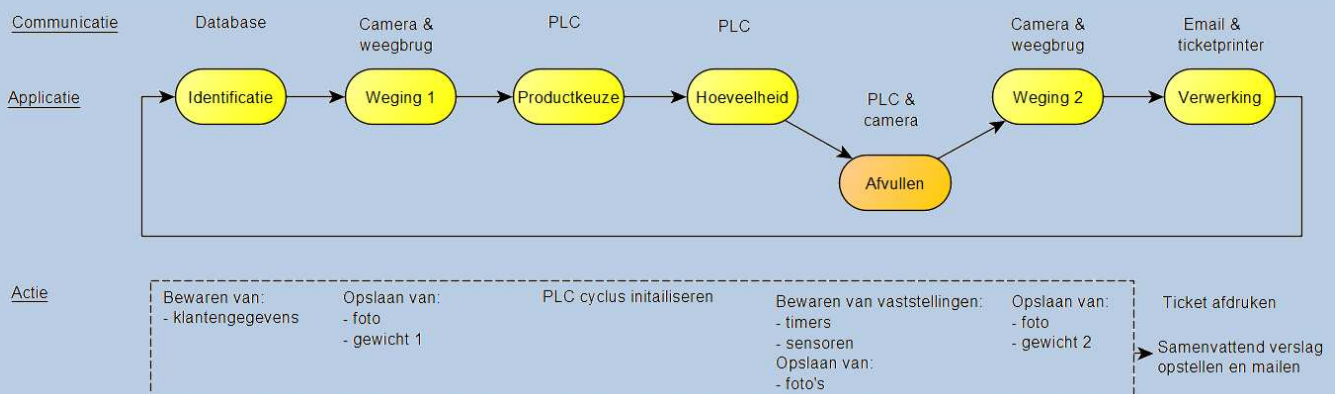 Communicatie
Database
Camera &
weegbrug
PLC
PLC
Camera &
weegbrug
Email &
ticketprinter
Applicatie
Identificatie
Weging 1
Productkeuze
Hoeveelheid
PLC &
camera
Afvullen
Weging 2
Verwerking
Actie
Bewaren van:
- klantengegevens
Opslaan van:
- foto
- gewicht 1
PLC cyclus initailiseren
Bewaren van vaststellingen:
- timers
- sensoren
Opslaan van:
- foto's
Opslaan van:
- foto
- gewicht 2
Ticket afdrukken
Samenvattend verslag
opstellen en mailen